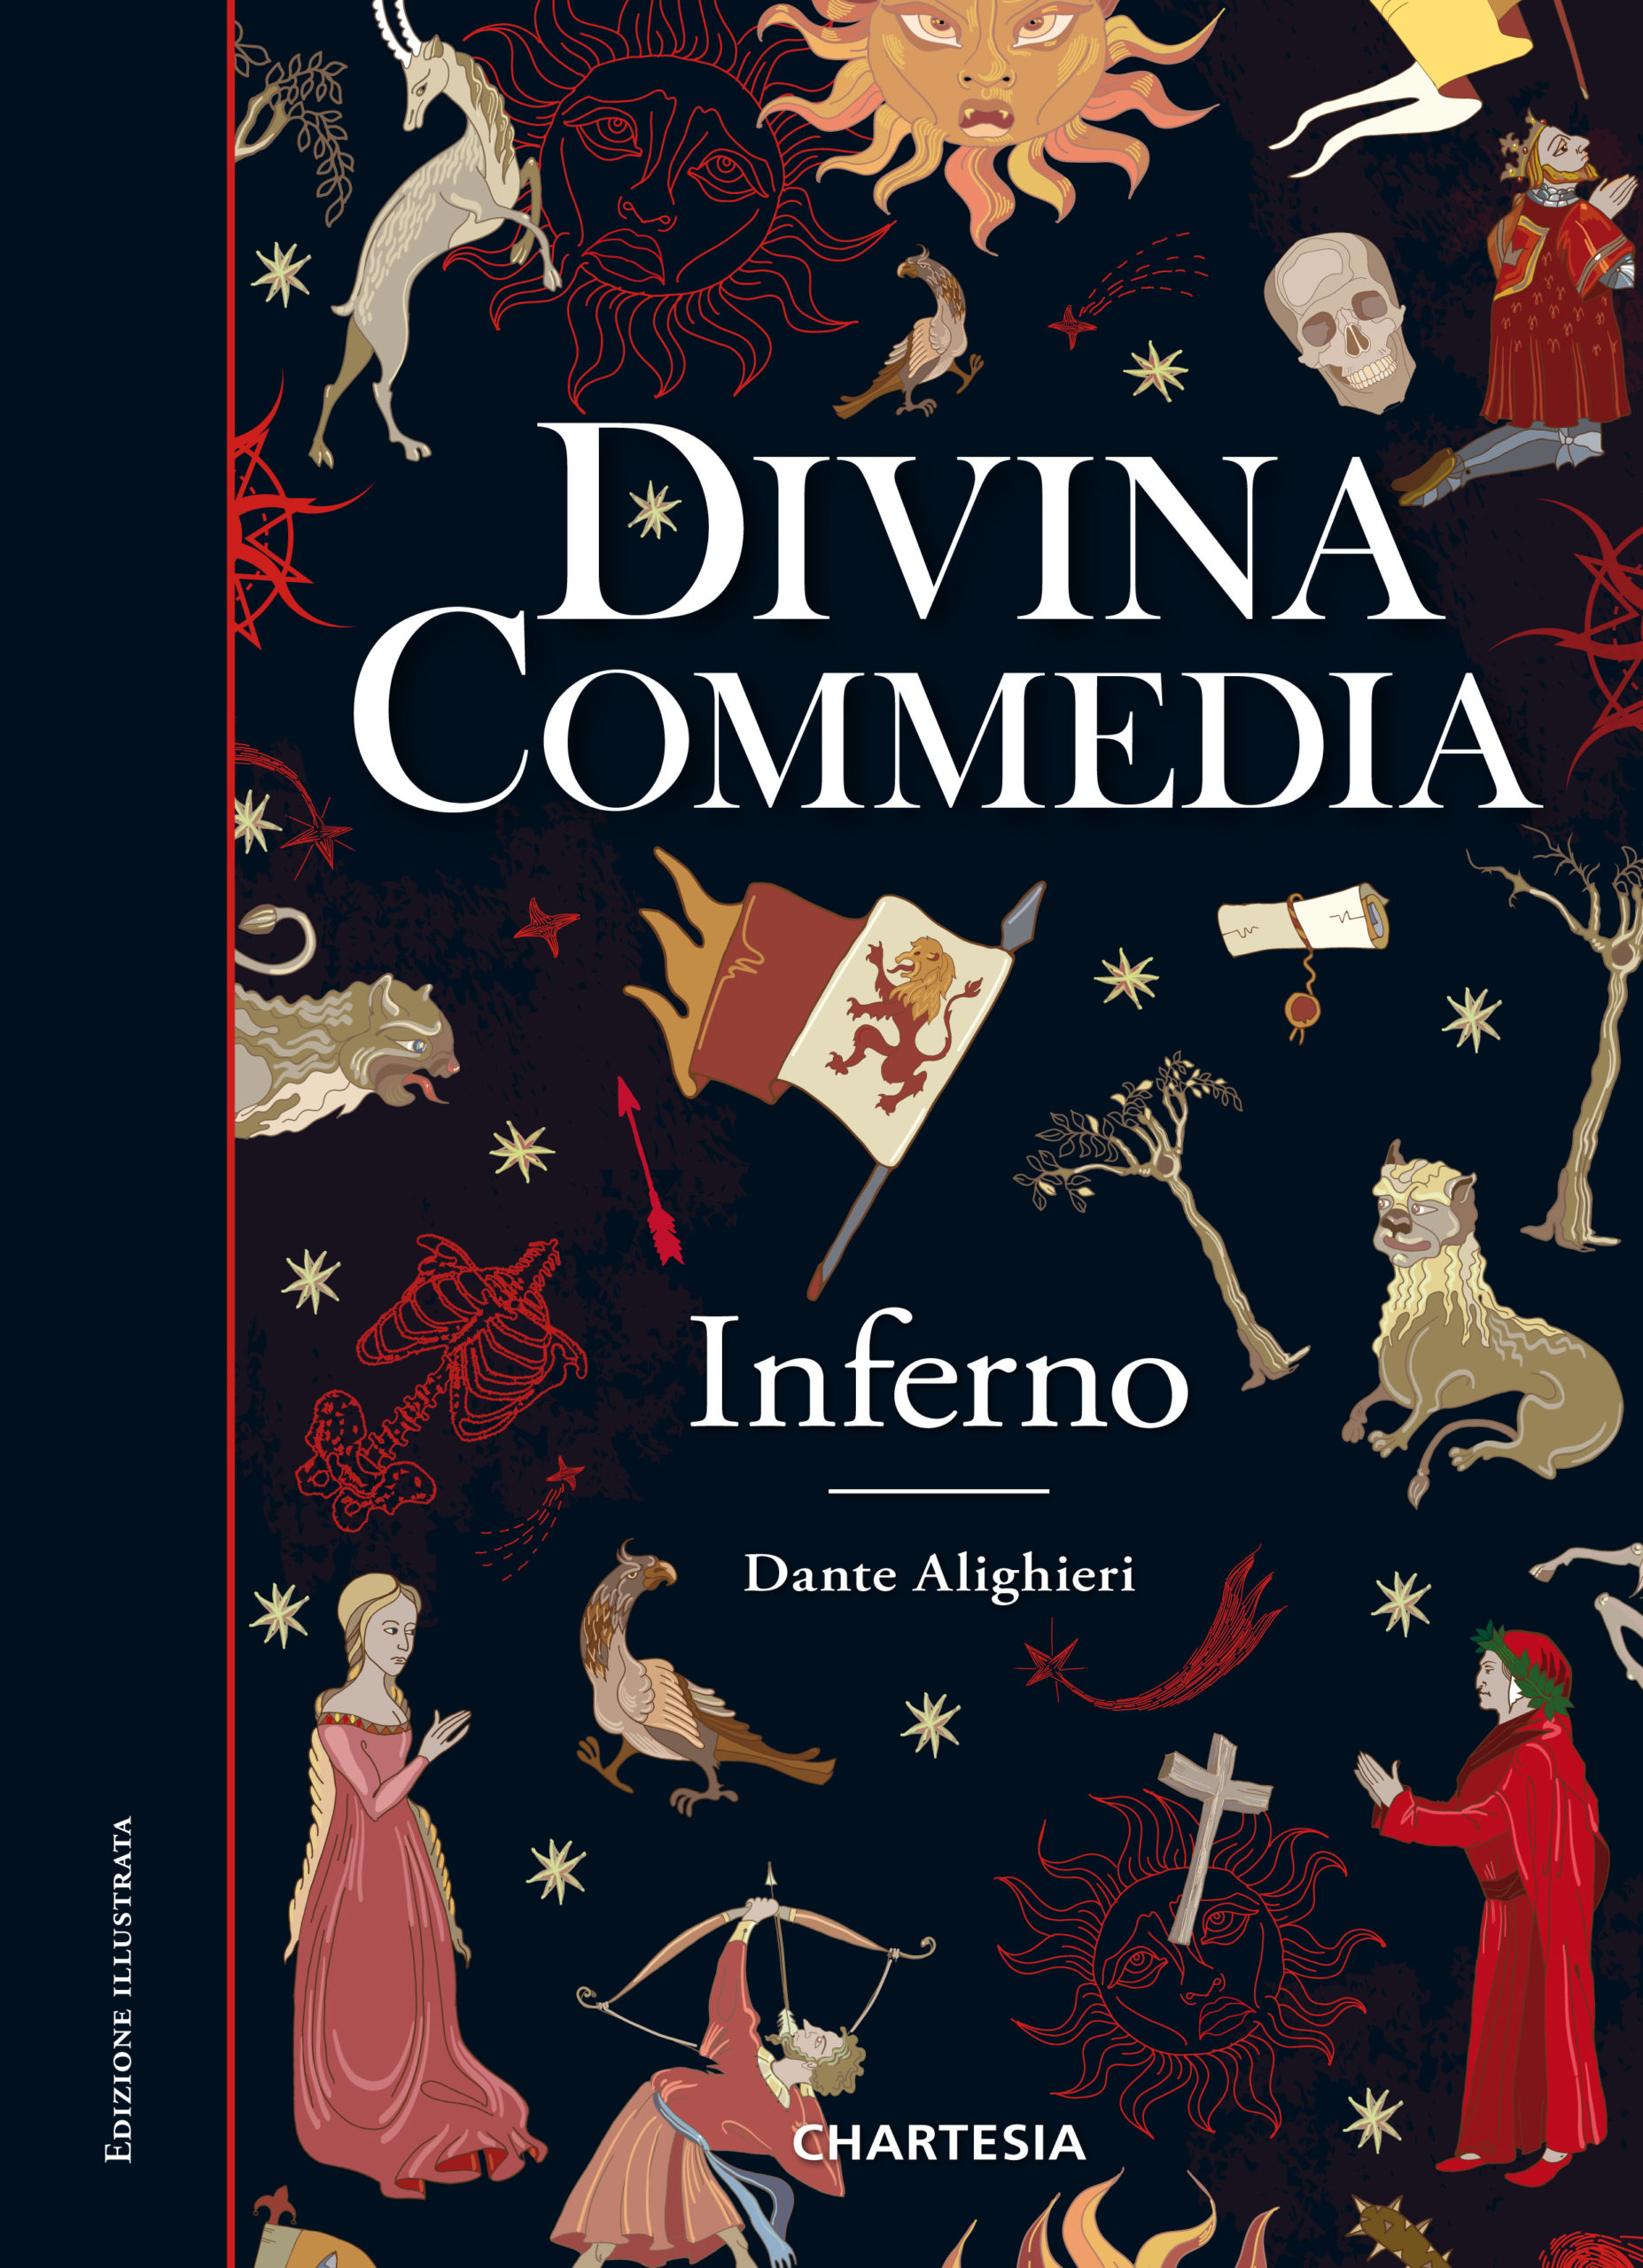 DIVINA
COMMEDIA
Inferno
Dante Alighieri
CHARTESIA
EDIZIONE ILLUSTRATA